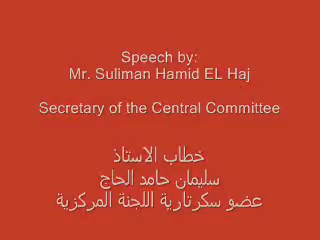 Speech by:
Mr. Suliman Hamid EL Haj
Secretary of the Central Committee
خطاب الاستاذ
سليمان حامد الحاج
عضو سكرتارية اللجنة المركزية